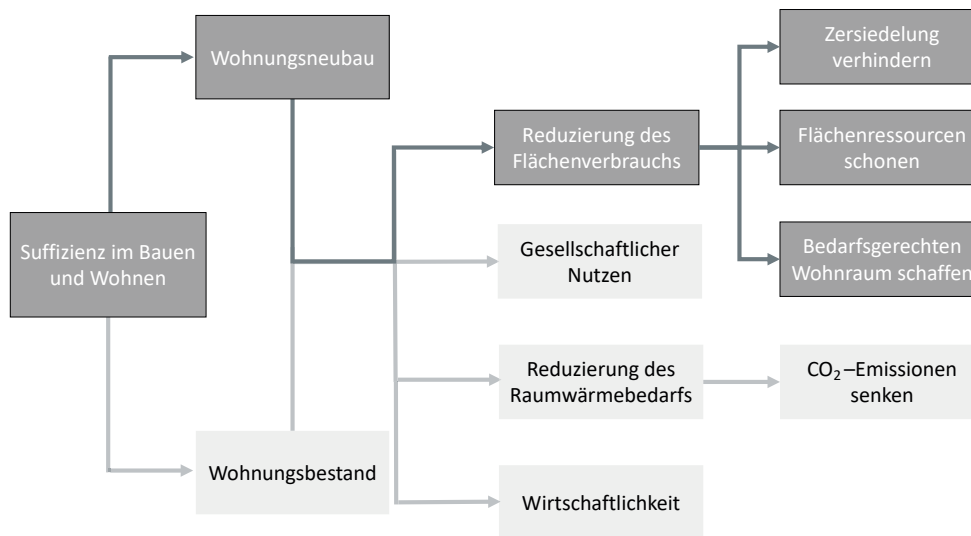 Suffizienz im Bauen
und Wohnen
Wohnungsneubau
Wohnungsbestand
Reduzierung des
Flächenverbrauchs
Gesellschaftlicher
Nutzen
Reduzierung des
Raumwärmebedarfs
Wirtschaftlichkeit
Zersiedelung
verhindern
Flächenressourcen
schonen
Bedarfsgerechten
Wohnraum schaffen
CO₂–Emissionen
senken